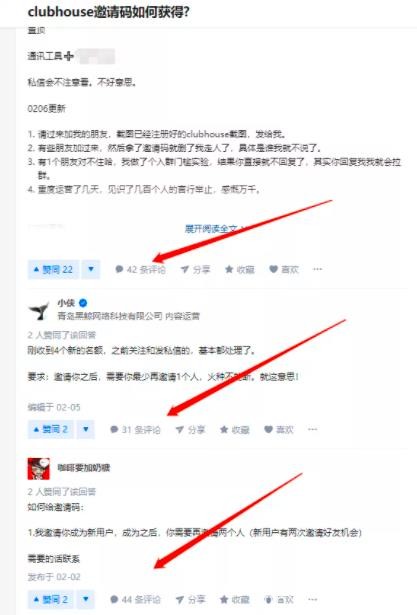 clubhouse邀请码如何获得?
置顶
通讯工具➕
私信会不注意看。不好意思。
0206更新
1. 请过来加我的朋友，截图已经注册好的clubhouse截图，发给我。
2. 有些朋友加过来，然后拿了邀请码就删了我走人了，具体是谁我就不说了。
3. 有1个朋友对不住哈，我做了个人群门槛实验，结果你直接就不回复了，其实你回复我我就会拉
群。
4. 重度运营了几天，见识了几百个人的言行举止，感慨万千。
展开阅读全文
赞同 22
42 条评论
分享
收藏
喜欢
小侠
青岛黑鲸网络科技有限公司 内容运营
2 人赞同了该回答
刚收到4个新的名额，之前关注和发私信的，基本都处理了。
要求：邀请你之后，需要你最少再邀请1个人，火种不能断。就这意思！
编辑于 02-05
赞同 2
31 条评论
分享
收藏
喜欢
咖啡要加奶糖
2 人赞同了该回答
如何给邀请码：
1.我邀请你成为新用户，成为之后，你需要再邀请两个人（新用户有两次邀请好友机会）
需要的话联系
发布于 02-02
赞同 2
44 条评论
分享
收藏
喜欢